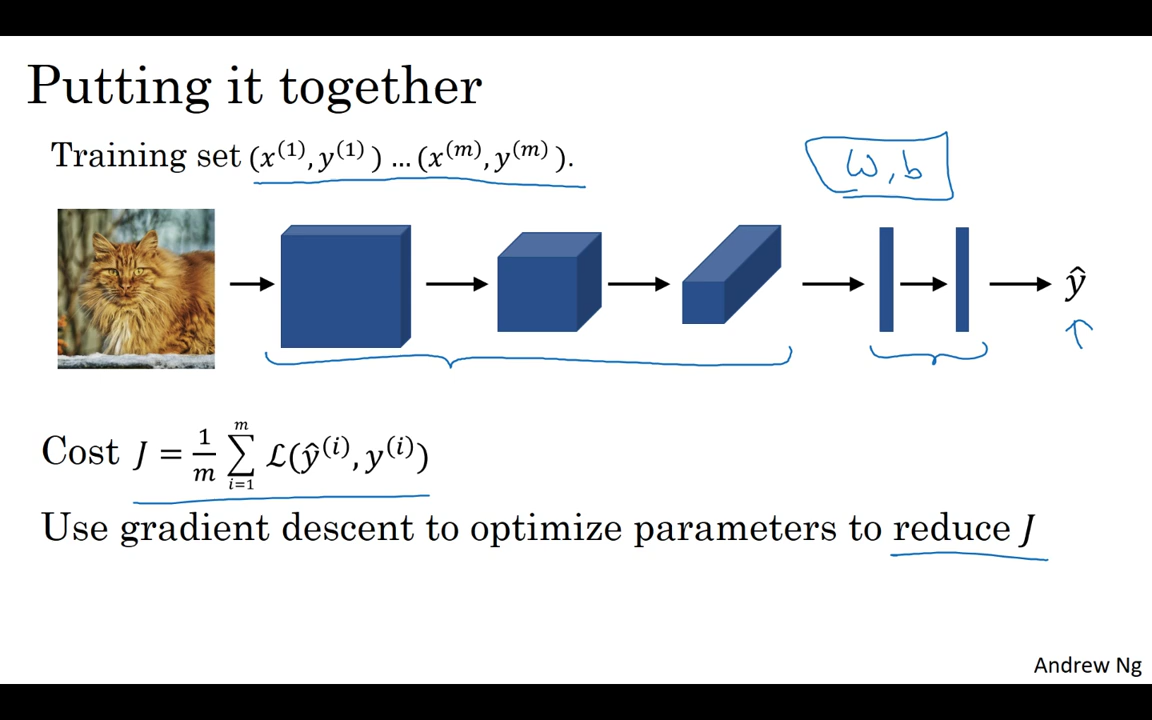 Putting it together
Training set (x⁽¹⁾, y⁽¹⁾) ... (x⁽ᵐ⁾, y⁽ᵐ⁾).
w, b
ŷ
Cost J = 1/m ∑ᵢ₌₁ᵐ ℒ(ŷ⁽ⁱ⁾, y⁽ⁱ⁾)
Use gradient descent to optimize parameters to reduce J
Andrew Ng